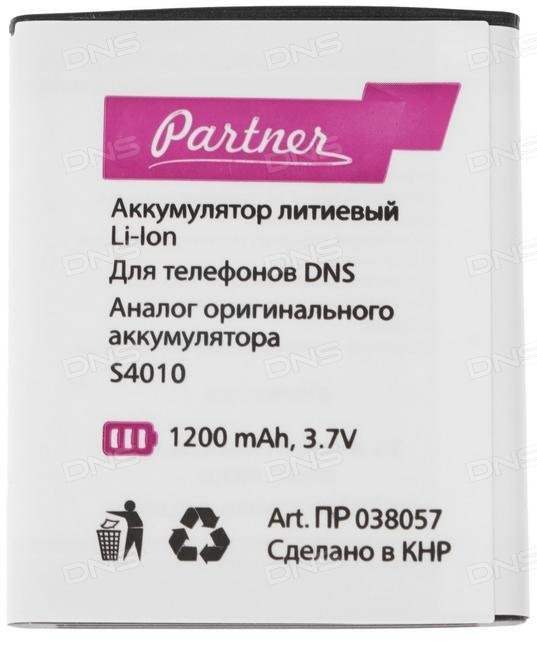 Partner
Аккумулятор литиевый
Li-Ion
Для телефонов DNS
Аналог оригинального
аккумулятора
S4010
1200 mAh, 3.7V
Art. ПР 038057
Сделано в КНР